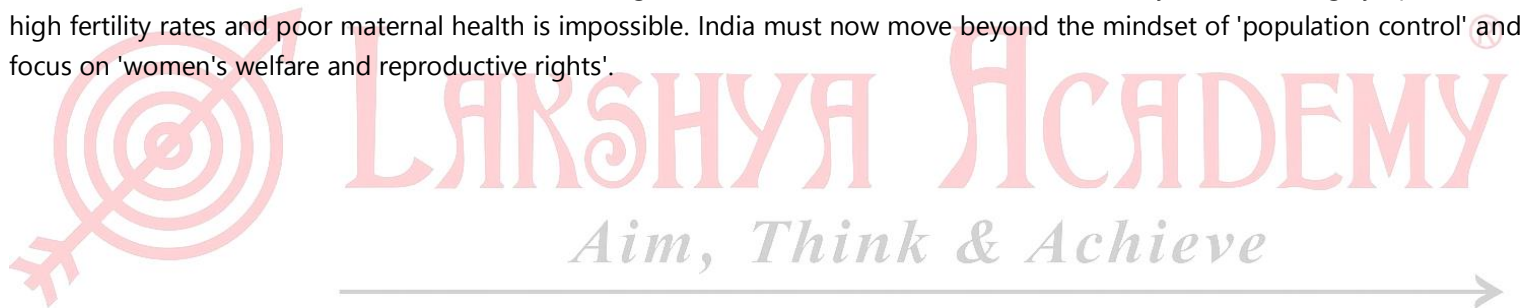 high fertility rates and poor maternal health is impossible. India must now move beyond the mindset of 'population control' and
focus on 'women's welfare and reproductive rights'.
LAKSHYA ACADEMY ®
Aim, Think & Achieve